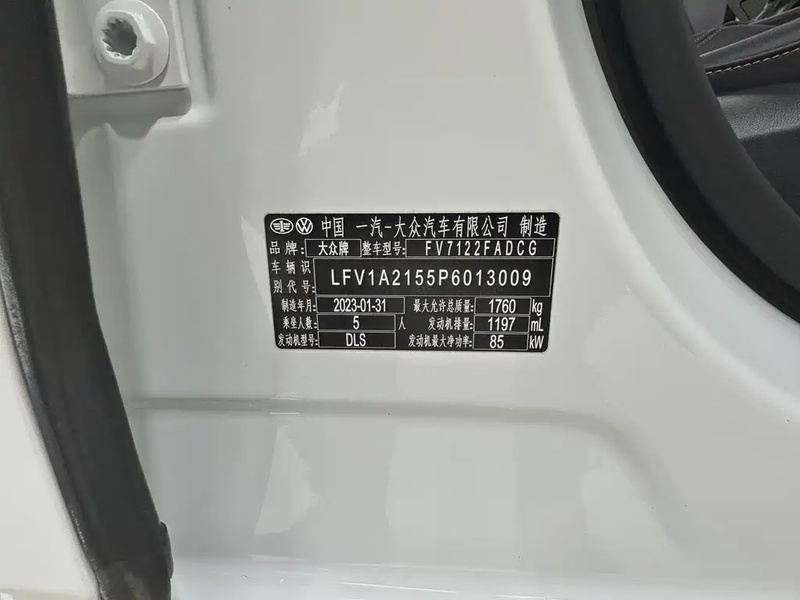 中国 一汽-大众汽车有限公司 制造
品牌: 大众牌 整车型号: FV7122FADCG
车辆识别代号: LFV1A2155P6013009
制造年月: 2023-01-31 最大允许总质量: 1760 kg
乘坐人数: 5 人 发动机排量: 1197 mL
发动机型号: DLS 发动机最大净功率: 85 kW